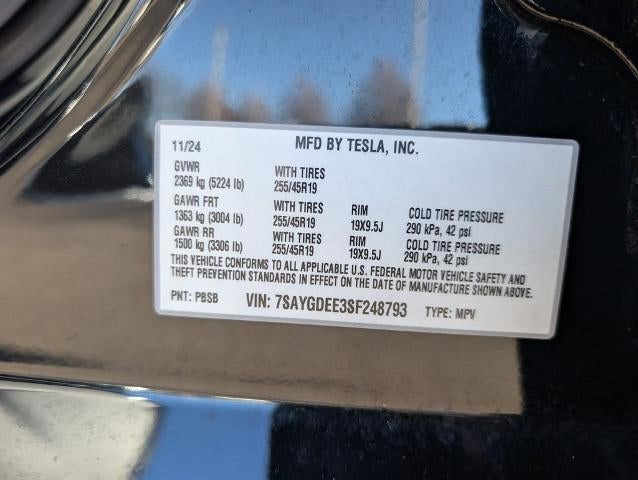 11/24 MFD BY TESLA, INC.
GVWR WITH TIRES
2369 kg (5224 lb) 255/45R19
GAWR FRT WITH TIRES RIM COLD TIRE PRESSURE
1363 kg (3004 lb) 255/45R19 19X9.5J 290 kPa, 42 psi
GAWR RR WITH TIRES RIM COLD TIRE PRESSURE
1500 kg (3306 lb) 255/45R19 19X9.5J 290 kPa, 42 psi
THIS VEHICLE CONFORMS TO ALL APPLICABLE U.S. FEDERAL MOTOR VEHICLE SAFETY AND
THEFT PREVENTION STANDARDS IN EFFECT ON THE DATE OF MANUFACTURE SHOWN ABOVE.
PNT: PBSB VIN: 7SAYGDEE3SF248793 TYPE: MPV